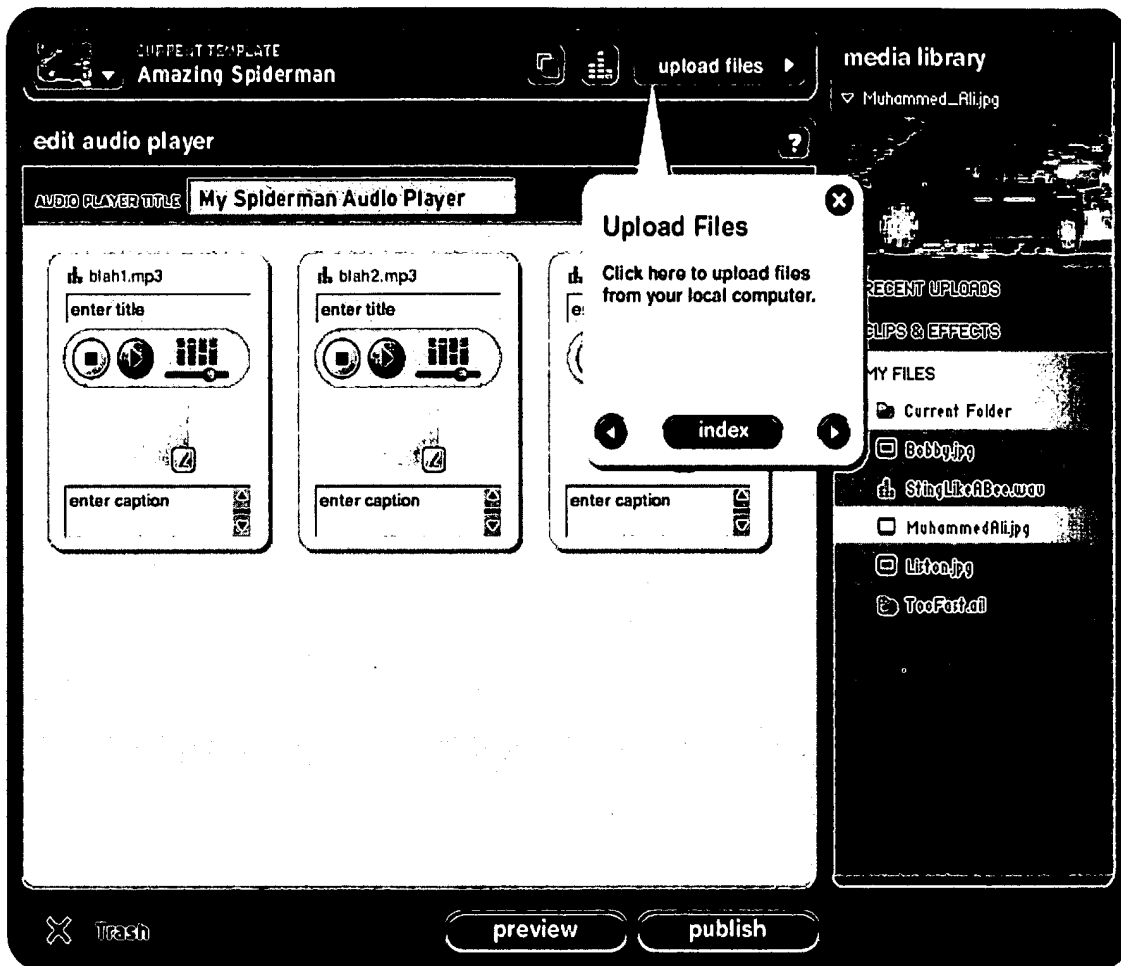 CURRENT TEMPLATE
Amazing Spiderman
upload files
edit audio player
?
AUDIO PLAYER TITLE
My Spiderman Audio Player
blah1.mp3
enter title
enter caption
blah2.mp3
enter title
enter caption
enter caption
Upload Files
Click here to upload files
from your local computer.
index
media library
Muhammed_Ali.jpg
RECENT UPLOADS
CLIPS & EFFECTS
MY FILES
Current Folder
Bobby.jpg
StingLikeABee.wav
MuhammedAli.jpg
Liston.jpg
TooFast.ai
Trash
preview
publish